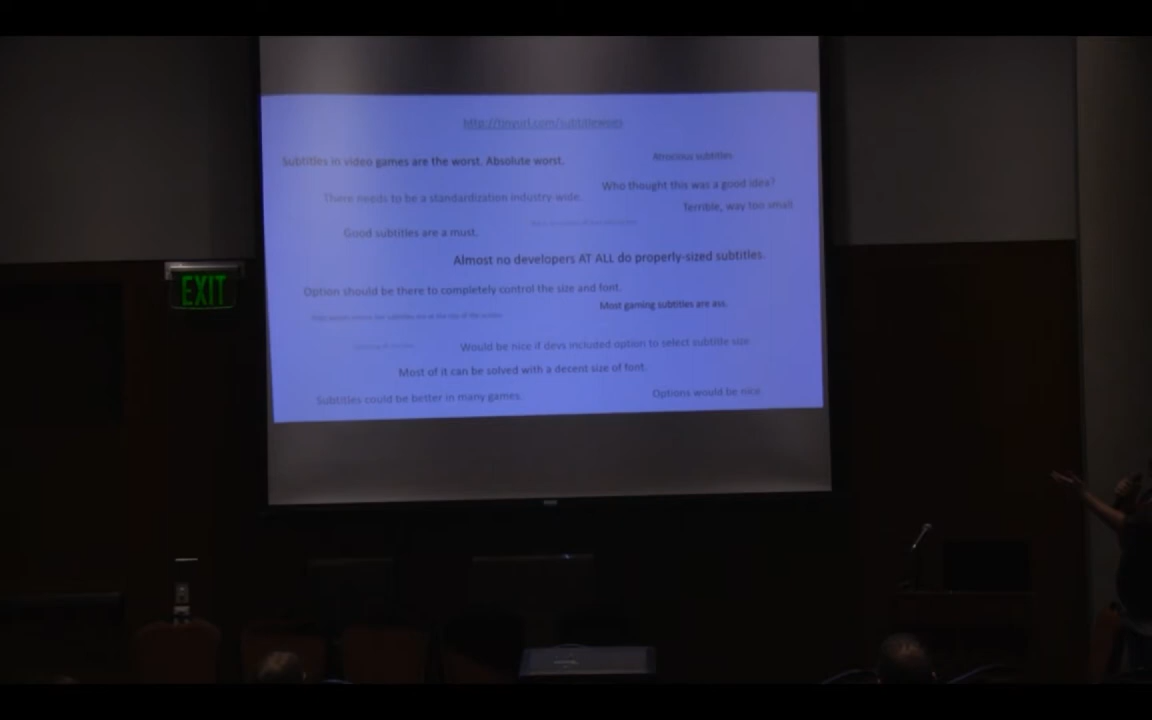 Subtitles in video games are the worst. Absolute worst.
Atrocious subtitles
Who thought this was a good idea?
There needs to be a standardization industry-wide.
Terrible, way too small
Good subtitles are a must.
Almost no developers AT ALL do properly-sized subtitles.
EXIT
Option should be there to completely control the size and font.
Most gaming subtitles are ass.
Would be nice if devs included option to select subtitle size
Most of it can be solved with a decent size of font.
Subtitles could be better in many games.
Options would be nice